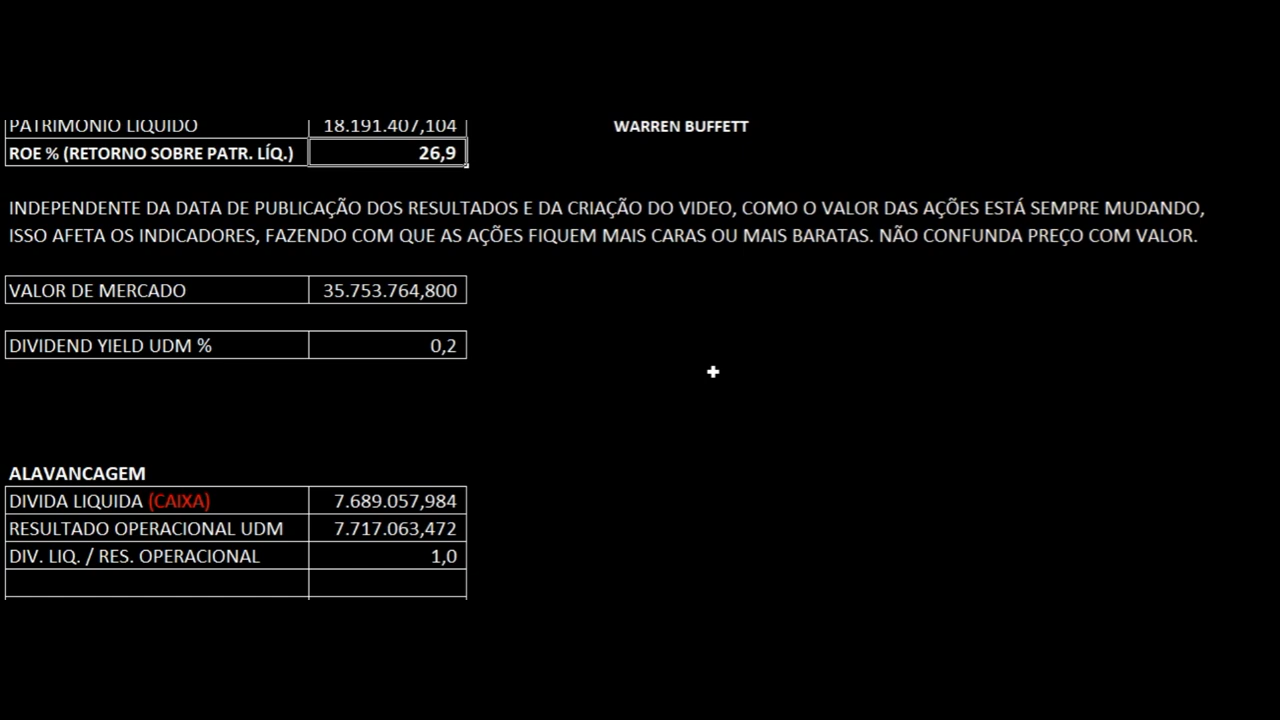 PATRIMONIO LIQUIDO 18.191.407,104 WARREN BUFFETT
ROE % (RETORNO SOBRE PATR. LÍQ.) 26,9
INDEPENDENTE DA DATA DE PUBLICAÇÃO DOS RESULTADOS E DA CRIAÇÃO DO VIDEO, COMO O VALOR DAS AÇÕES ESTÁ SEMPRE MUDANDO,
ISSO AFETA OS INDICADORES, FAZENDO COM QUE AS AÇÕES FIQUEM MAIS CARAS OU MAIS BARATAS. NÃO CONFUNDA PREÇO COM VALOR.
VALOR DE MERCADO 35.753.764,800
DIVIDEND YIELD UDM % 0,2
ALAVANCAGEM
DIVIDA LIQUIDA (CAIXA) 7.689.057,984
RESULTADO OPERACIONAL UDM 7.717.063,472
DIV. LIQ. / RES. OPERACIONAL 1,0